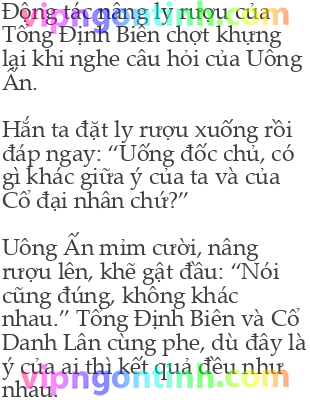 Động tác nâng ly rượu của
vipngontinh.com
Tống Định Biên chợt khựng
lại khi nghe câu hỏi của Uông
Ấn.
Hắn ta đặt ly rượu xuống rồi
đáp ngay: “Uống đốc chủ, có
gì khác giữa ý của ta và của
Cổ đại nhân chứ?”
Uông Ấn mỉm cười, nâng
rượu lên, khẽ gật đầu: “Nói
cũng đúng, không khác
nhau.” Tống Định Biên và Cổ
Danh Lân cùng phe, dù đây là
ý của ai thì kết quả đều như
vipngontinh.com
nhau.